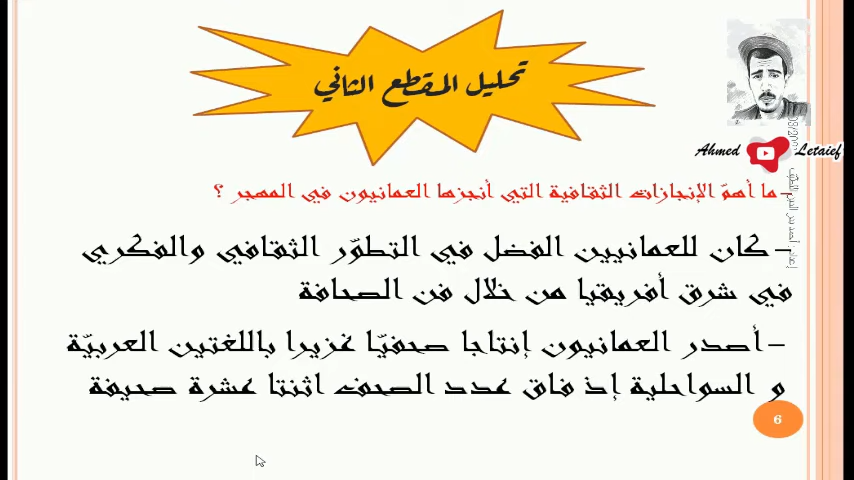 تحليل المقطع الثاني
Ahmed Letaief
- ما أهمّ الإنجازات الثقافية التي أنجزها العمانيون في المهجر ؟
- كان للعمانيين الفضل في التطوّر الثقافي والفكري
في شرق أفريقيا من خلال فن الصحافة
- أصدر العمانيون إنتاجا صحفيّا غزيرا باللغتين العربيّة
و السواحلية إذ فاق عدد الصحف اثنتا عشرة صحيفة
6